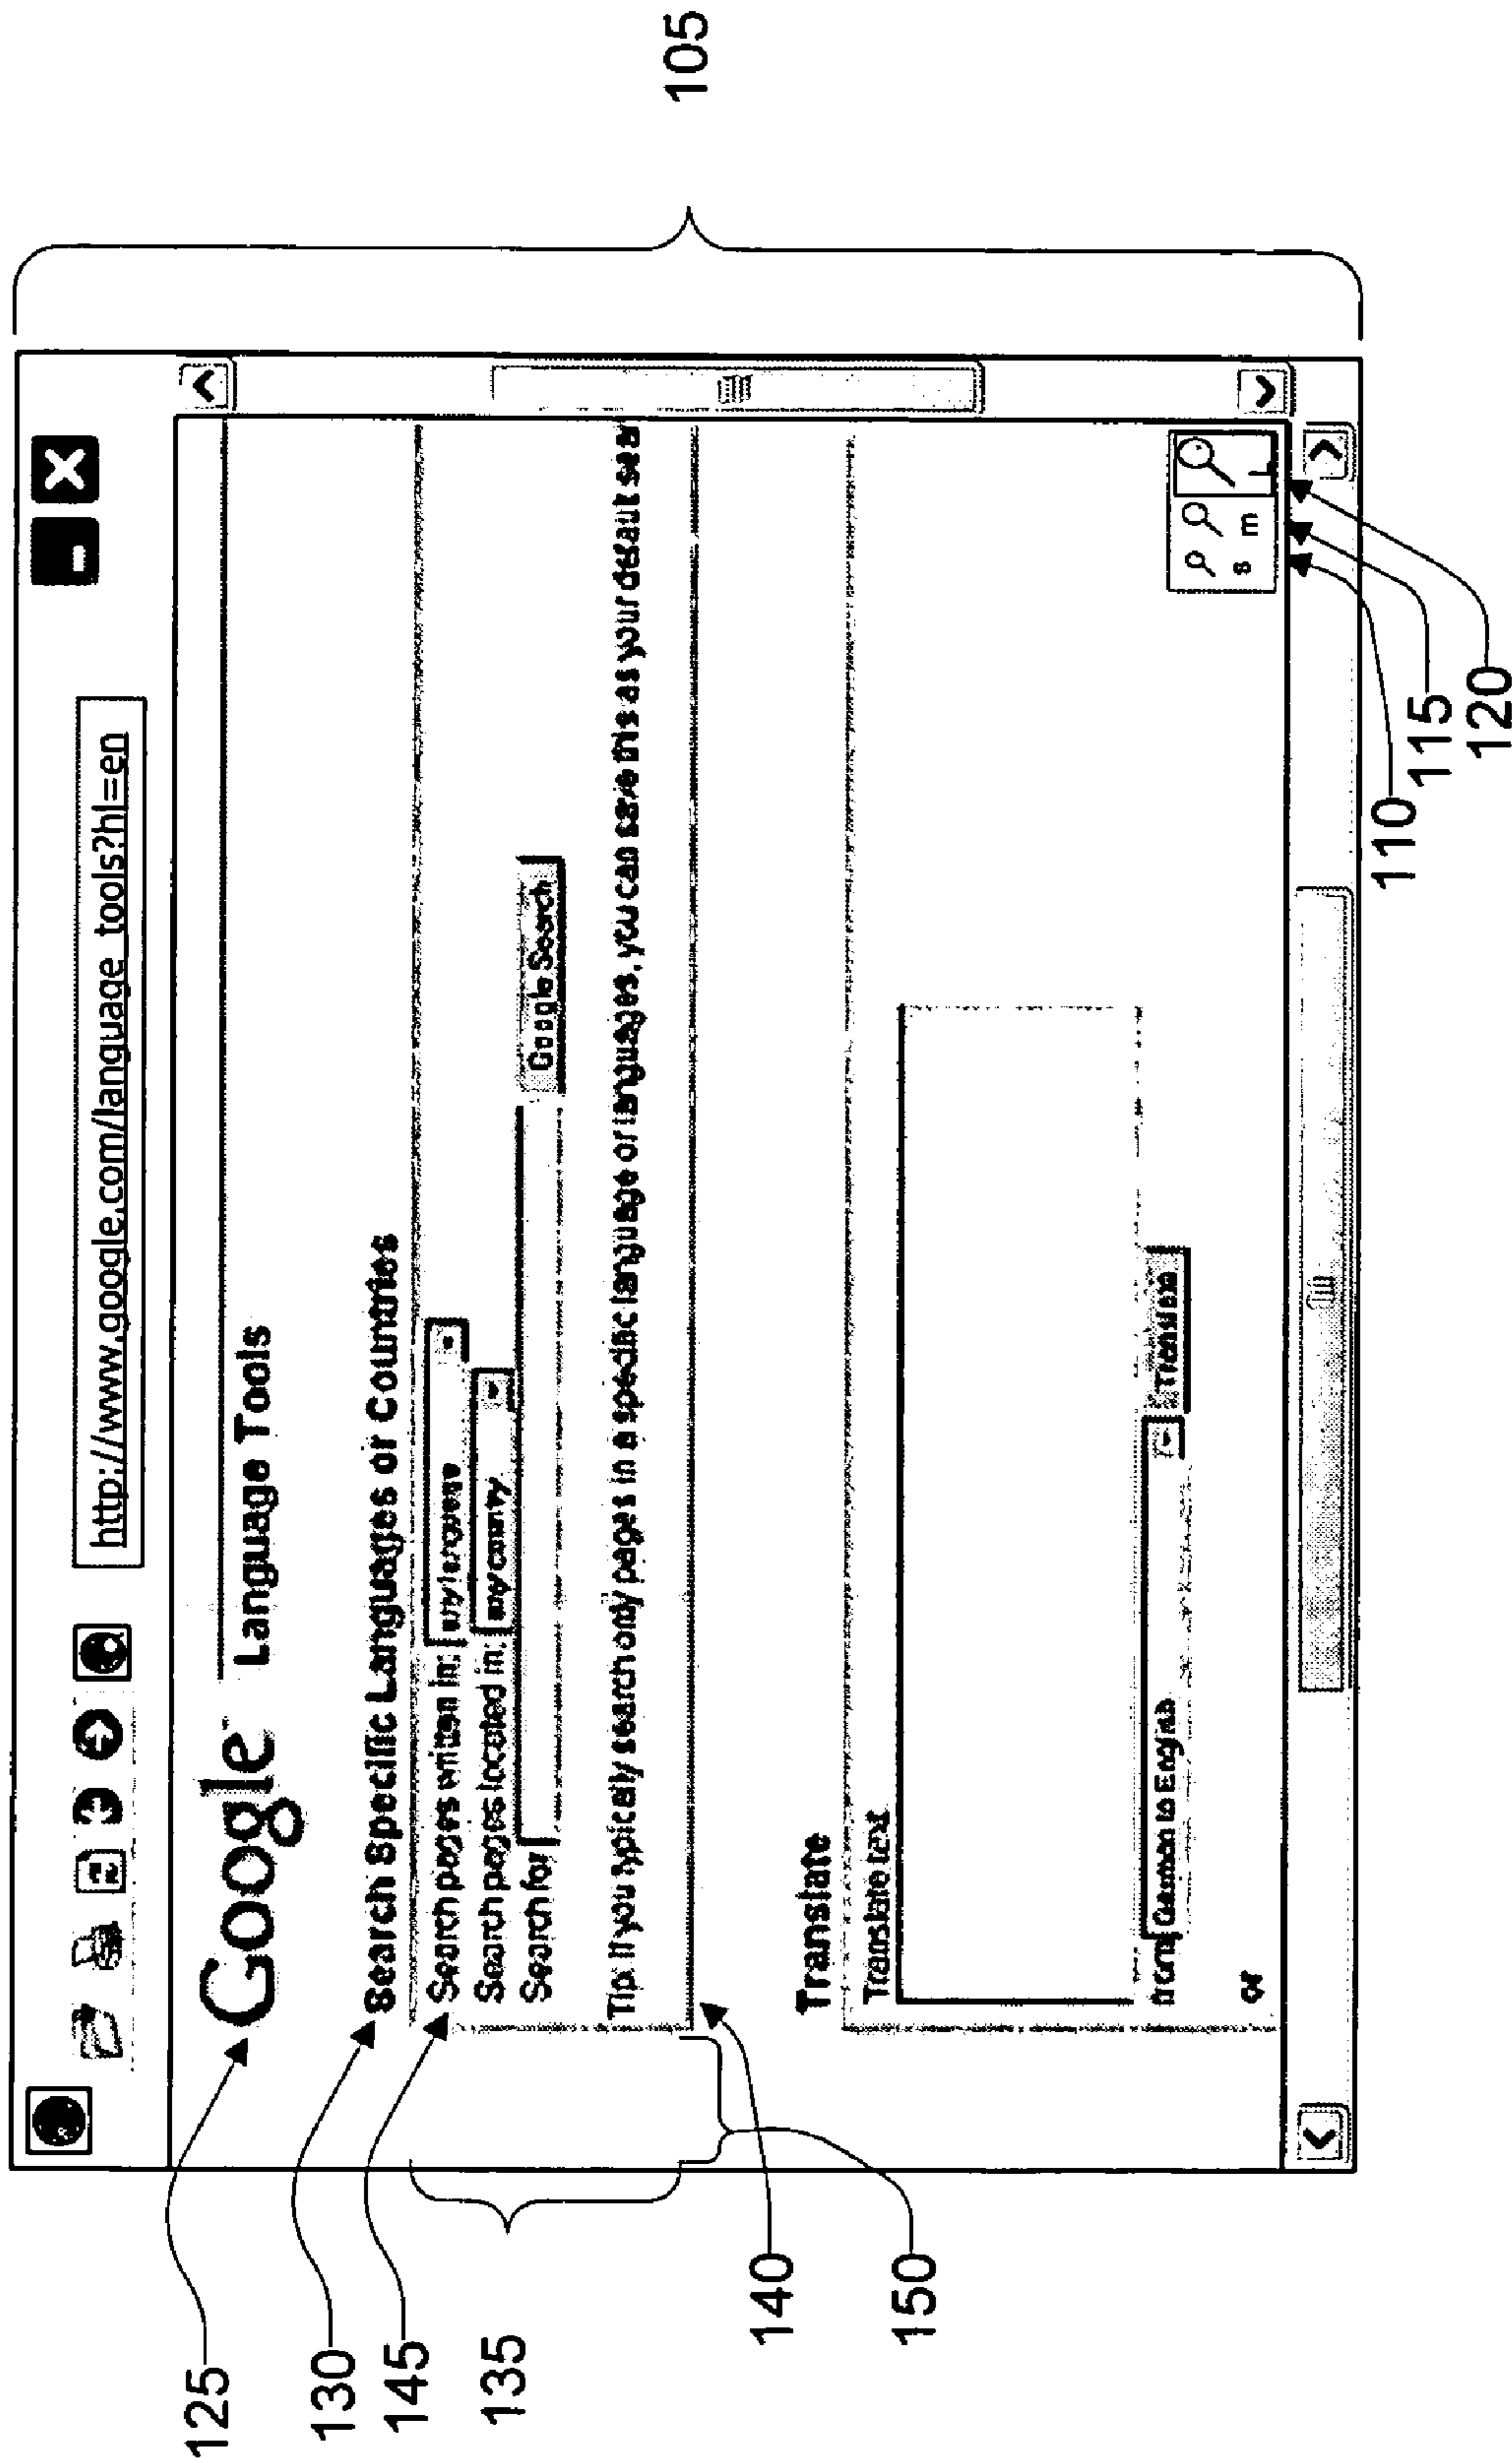 http://www.google.com/language_tools?hl=en
Google Language Tools
Search Specific Languages or Countries
Search pages written in: any language
Search pages located in: any country
Search for Google Search
Tip: If you typically search only pages in a specific language or languages, you can save this as your default sear
Translate
Translate text
from German to English Translate
or
s m L
105
110
115
120
125
130
145
135
140
150